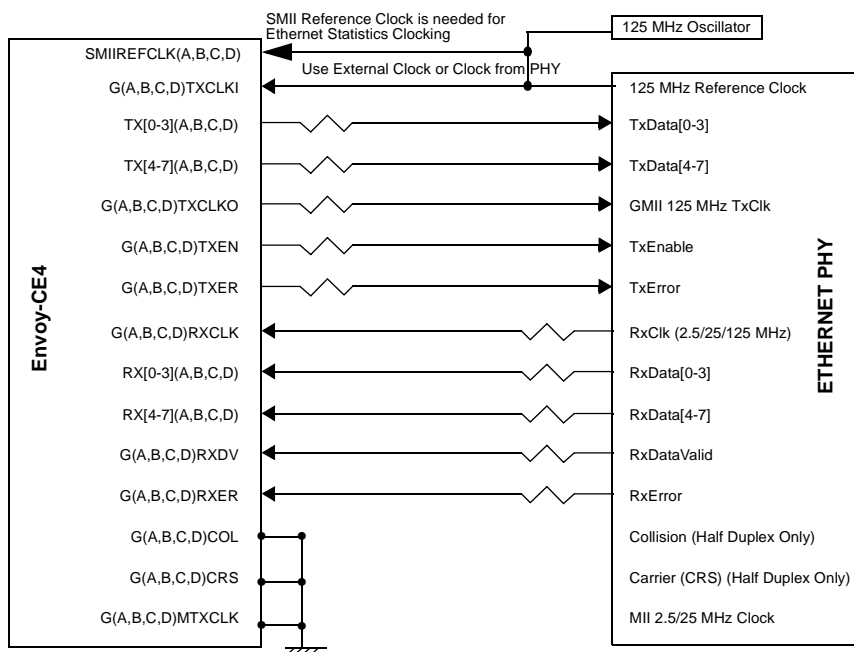 SMII Reference Clock is needed for
Ethernet Statistics Clocking
125 MHz Oscillator
SMIIREFCLK(A,B,C,D)
Use External Clock or Clock from PHY
G(A,B,C,D)TXCLKI
125 MHz Reference Clock
TX[0-3](A,B,C,D)
TxData[0-3]
TX[4-7](A,B,C,D)
TxData[4-7]
G(A,B,C,D)TXCLKO
GMII 125 MHz TxClk
G(A,B,C,D)TXEN
TxEnable
G(A,B,C,D)TXER
TxError
Envoy-CE4
ETHERNET PHY
G(A,B,C,D)RXCLK
RxClk (2.5/25/125 MHz)
RX[0-3](A,B,C,D)
RxData[0-3]
RX[4-7](A,B,C,D)
RxData[4-7]
G(A,B,C,D)RXDV
RxDataValid
G(A,B,C,D)RXER
RxError
G(A,B,C,D)COL
Collision (Half Duplex Only)
G(A,B,C,D)CRS
Carrier (CRS) (Half Duplex Only)
G(A,B,C,D)MTXCLK
MII 2.5/25 MHz Clock